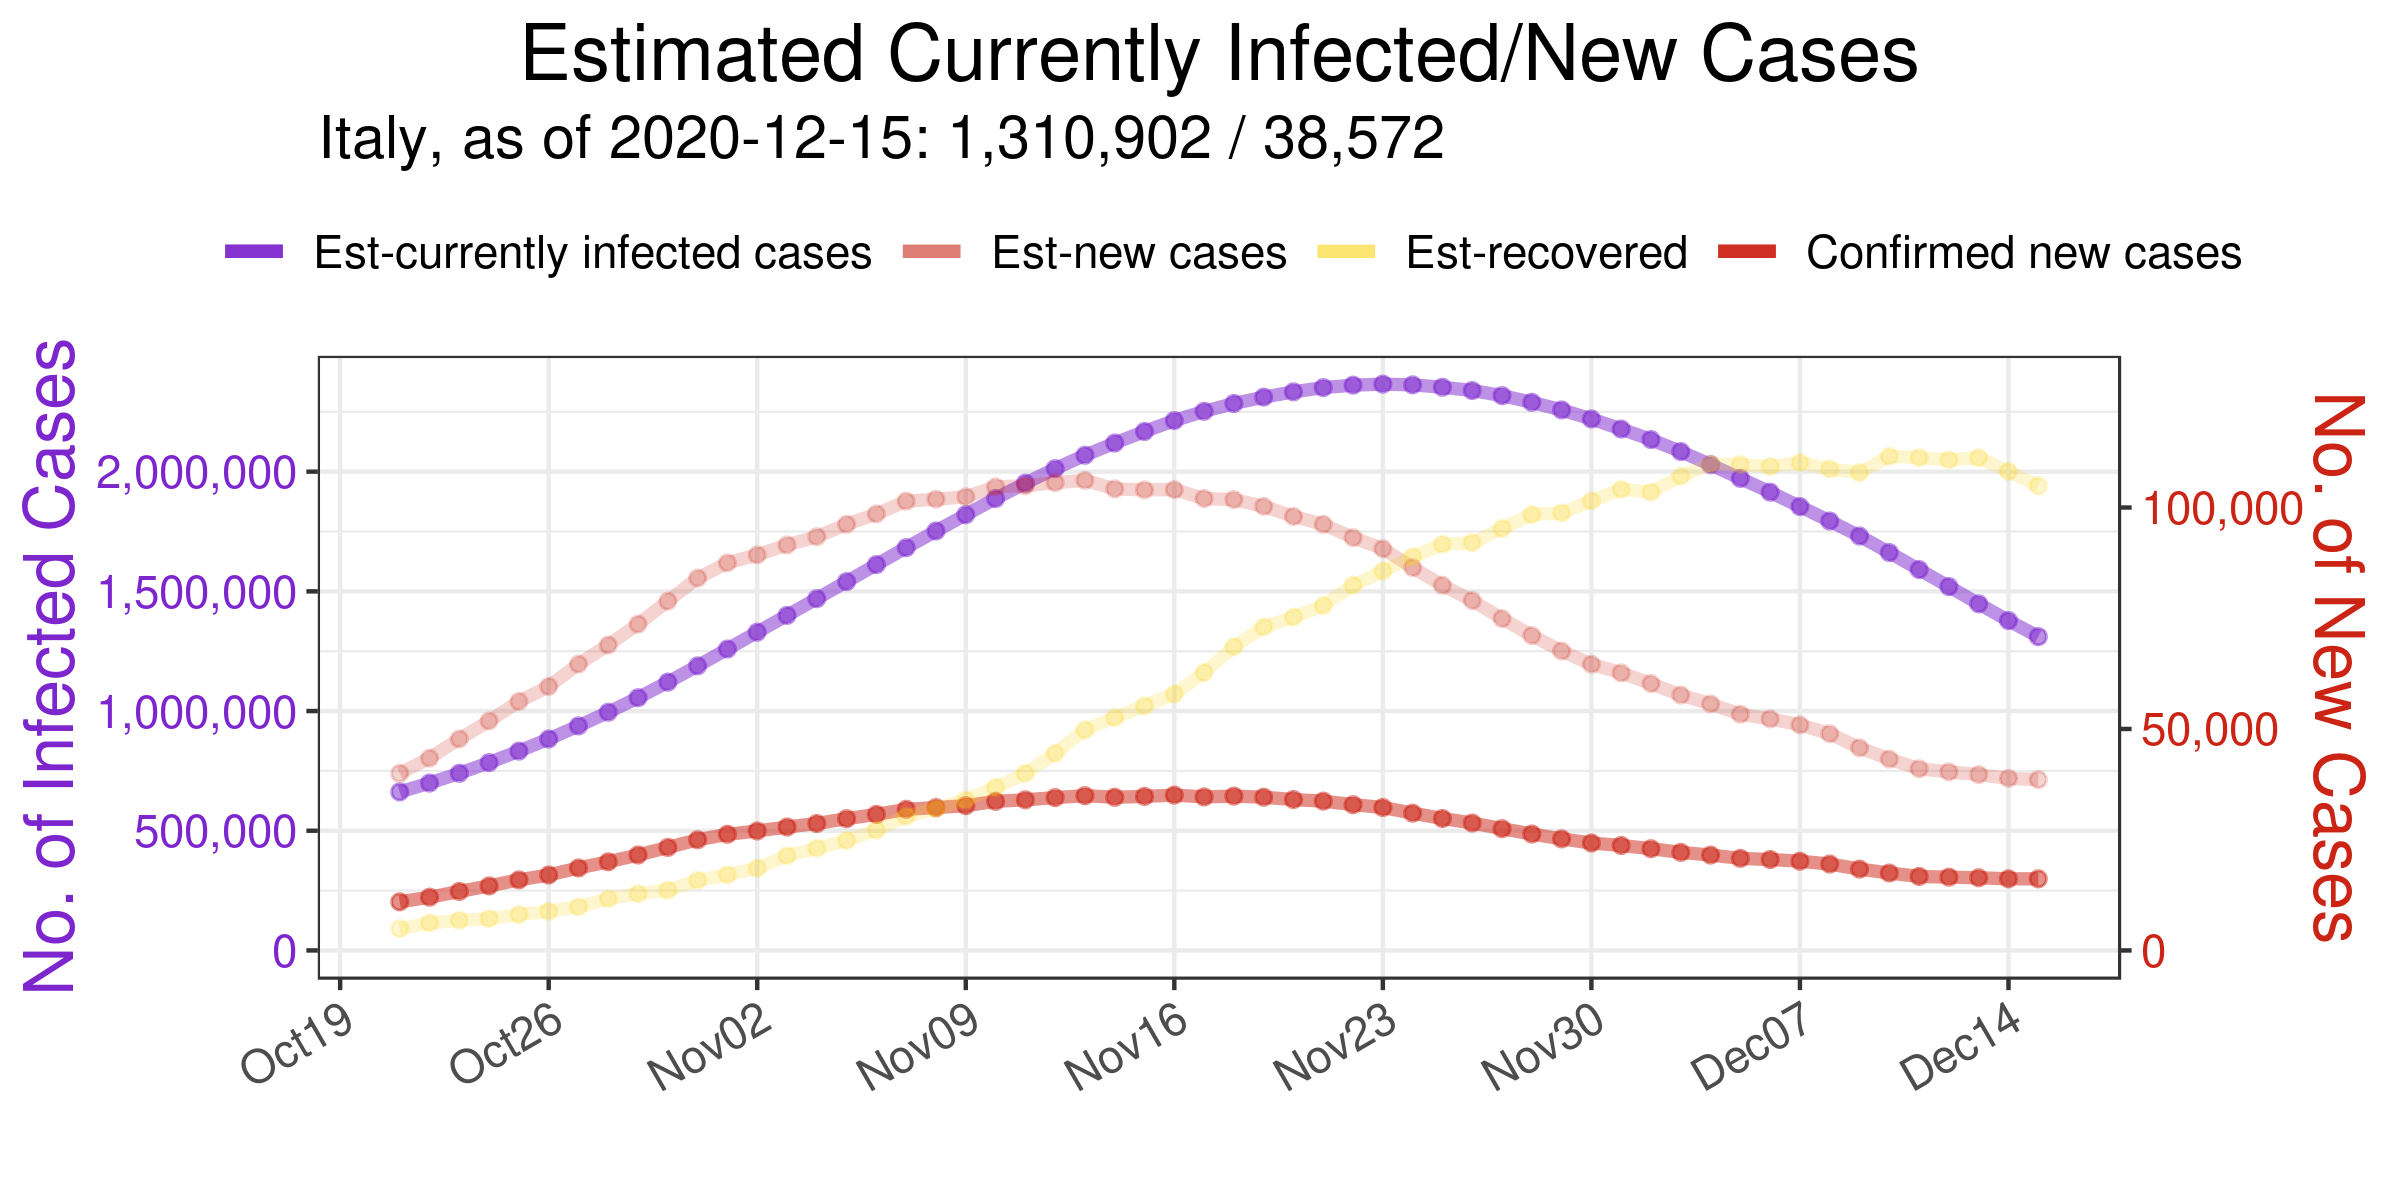 Estimated Currently Infected/New Cases
Italy, as of 2020-12-15: 1,310,902 / 38,572
Est-currently infected cases Est-new cases Est-recovered Confirmed new cases
No. of Infected Cases
2,000,000
1,500,000
1,000,000
500,000
0
100,000
50,000
0
No. of New Cases
Oct19 Oct26 Nov02 Nov09 Nov16 Nov23 Nov30 Dec07 Dec14